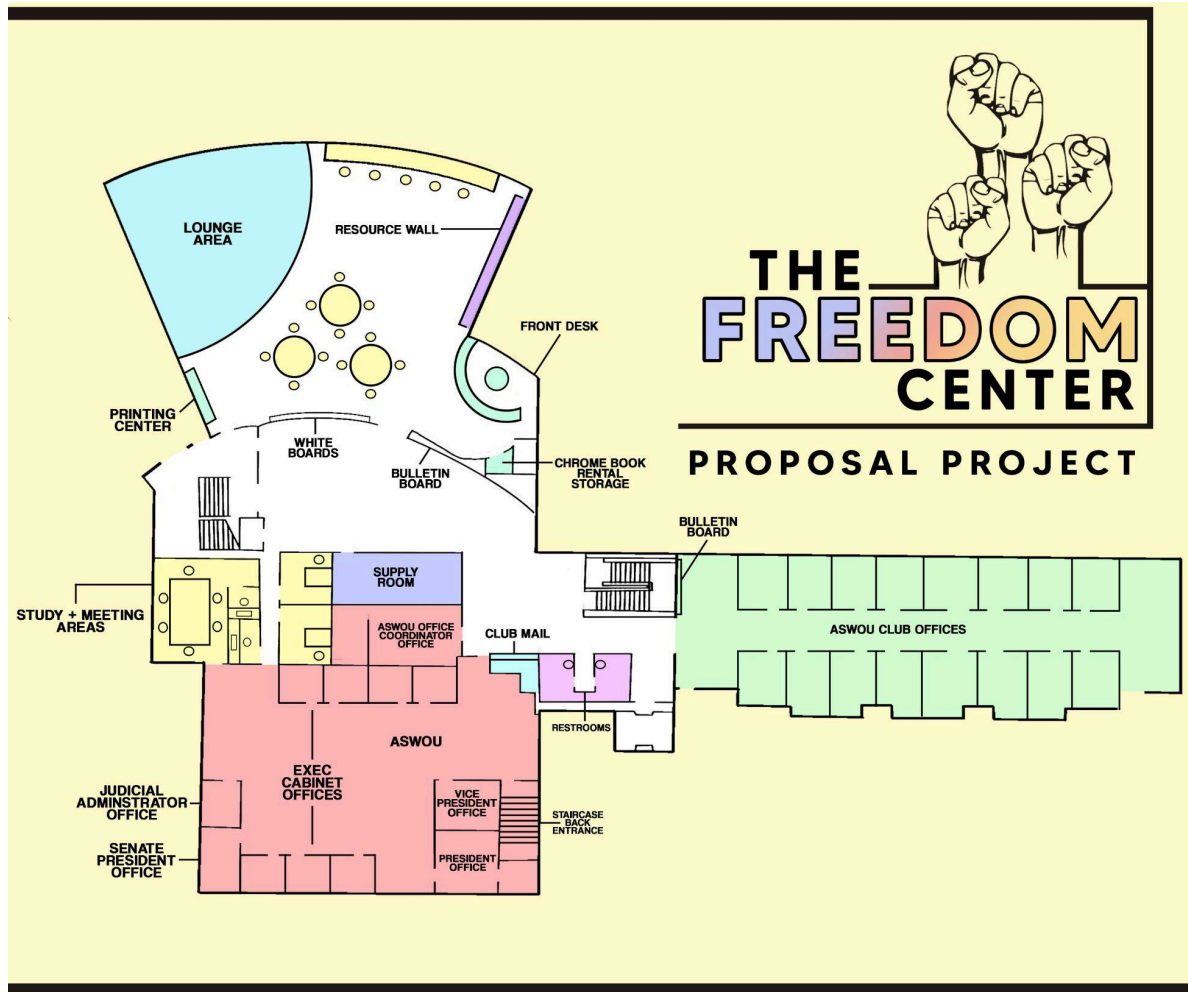 THE
FREEDOM
CENTER
PROPOSAL PROJECT
LOUNGE
AREA
RESOURCE WALL
FRONT DESK
PRINTING
CENTER
WHITE
BOARDS
BULLETIN
BOARD
CHROME BOOK
RENTAL
STORAGE
BULLETIN
BOARD
STUDY + MEETING
AREAS
SUPPLY
ROOM
ASWOU OFFICE
COORDINATOR
OFFICE
CLUB MAIL
ASWOU CLUB OFFICES
RESTROOMS
ASWOU
EXEC
CABINET
OFFICES
JUDICIAL
ADMINSTRATOR
OFFICE
SENATE
PRESIDENT
OFFICE
VICE
PRESIDENT
OFFICE
PRESIDENT
OFFICE
STAIRCASE
BACK
ENTRANCE